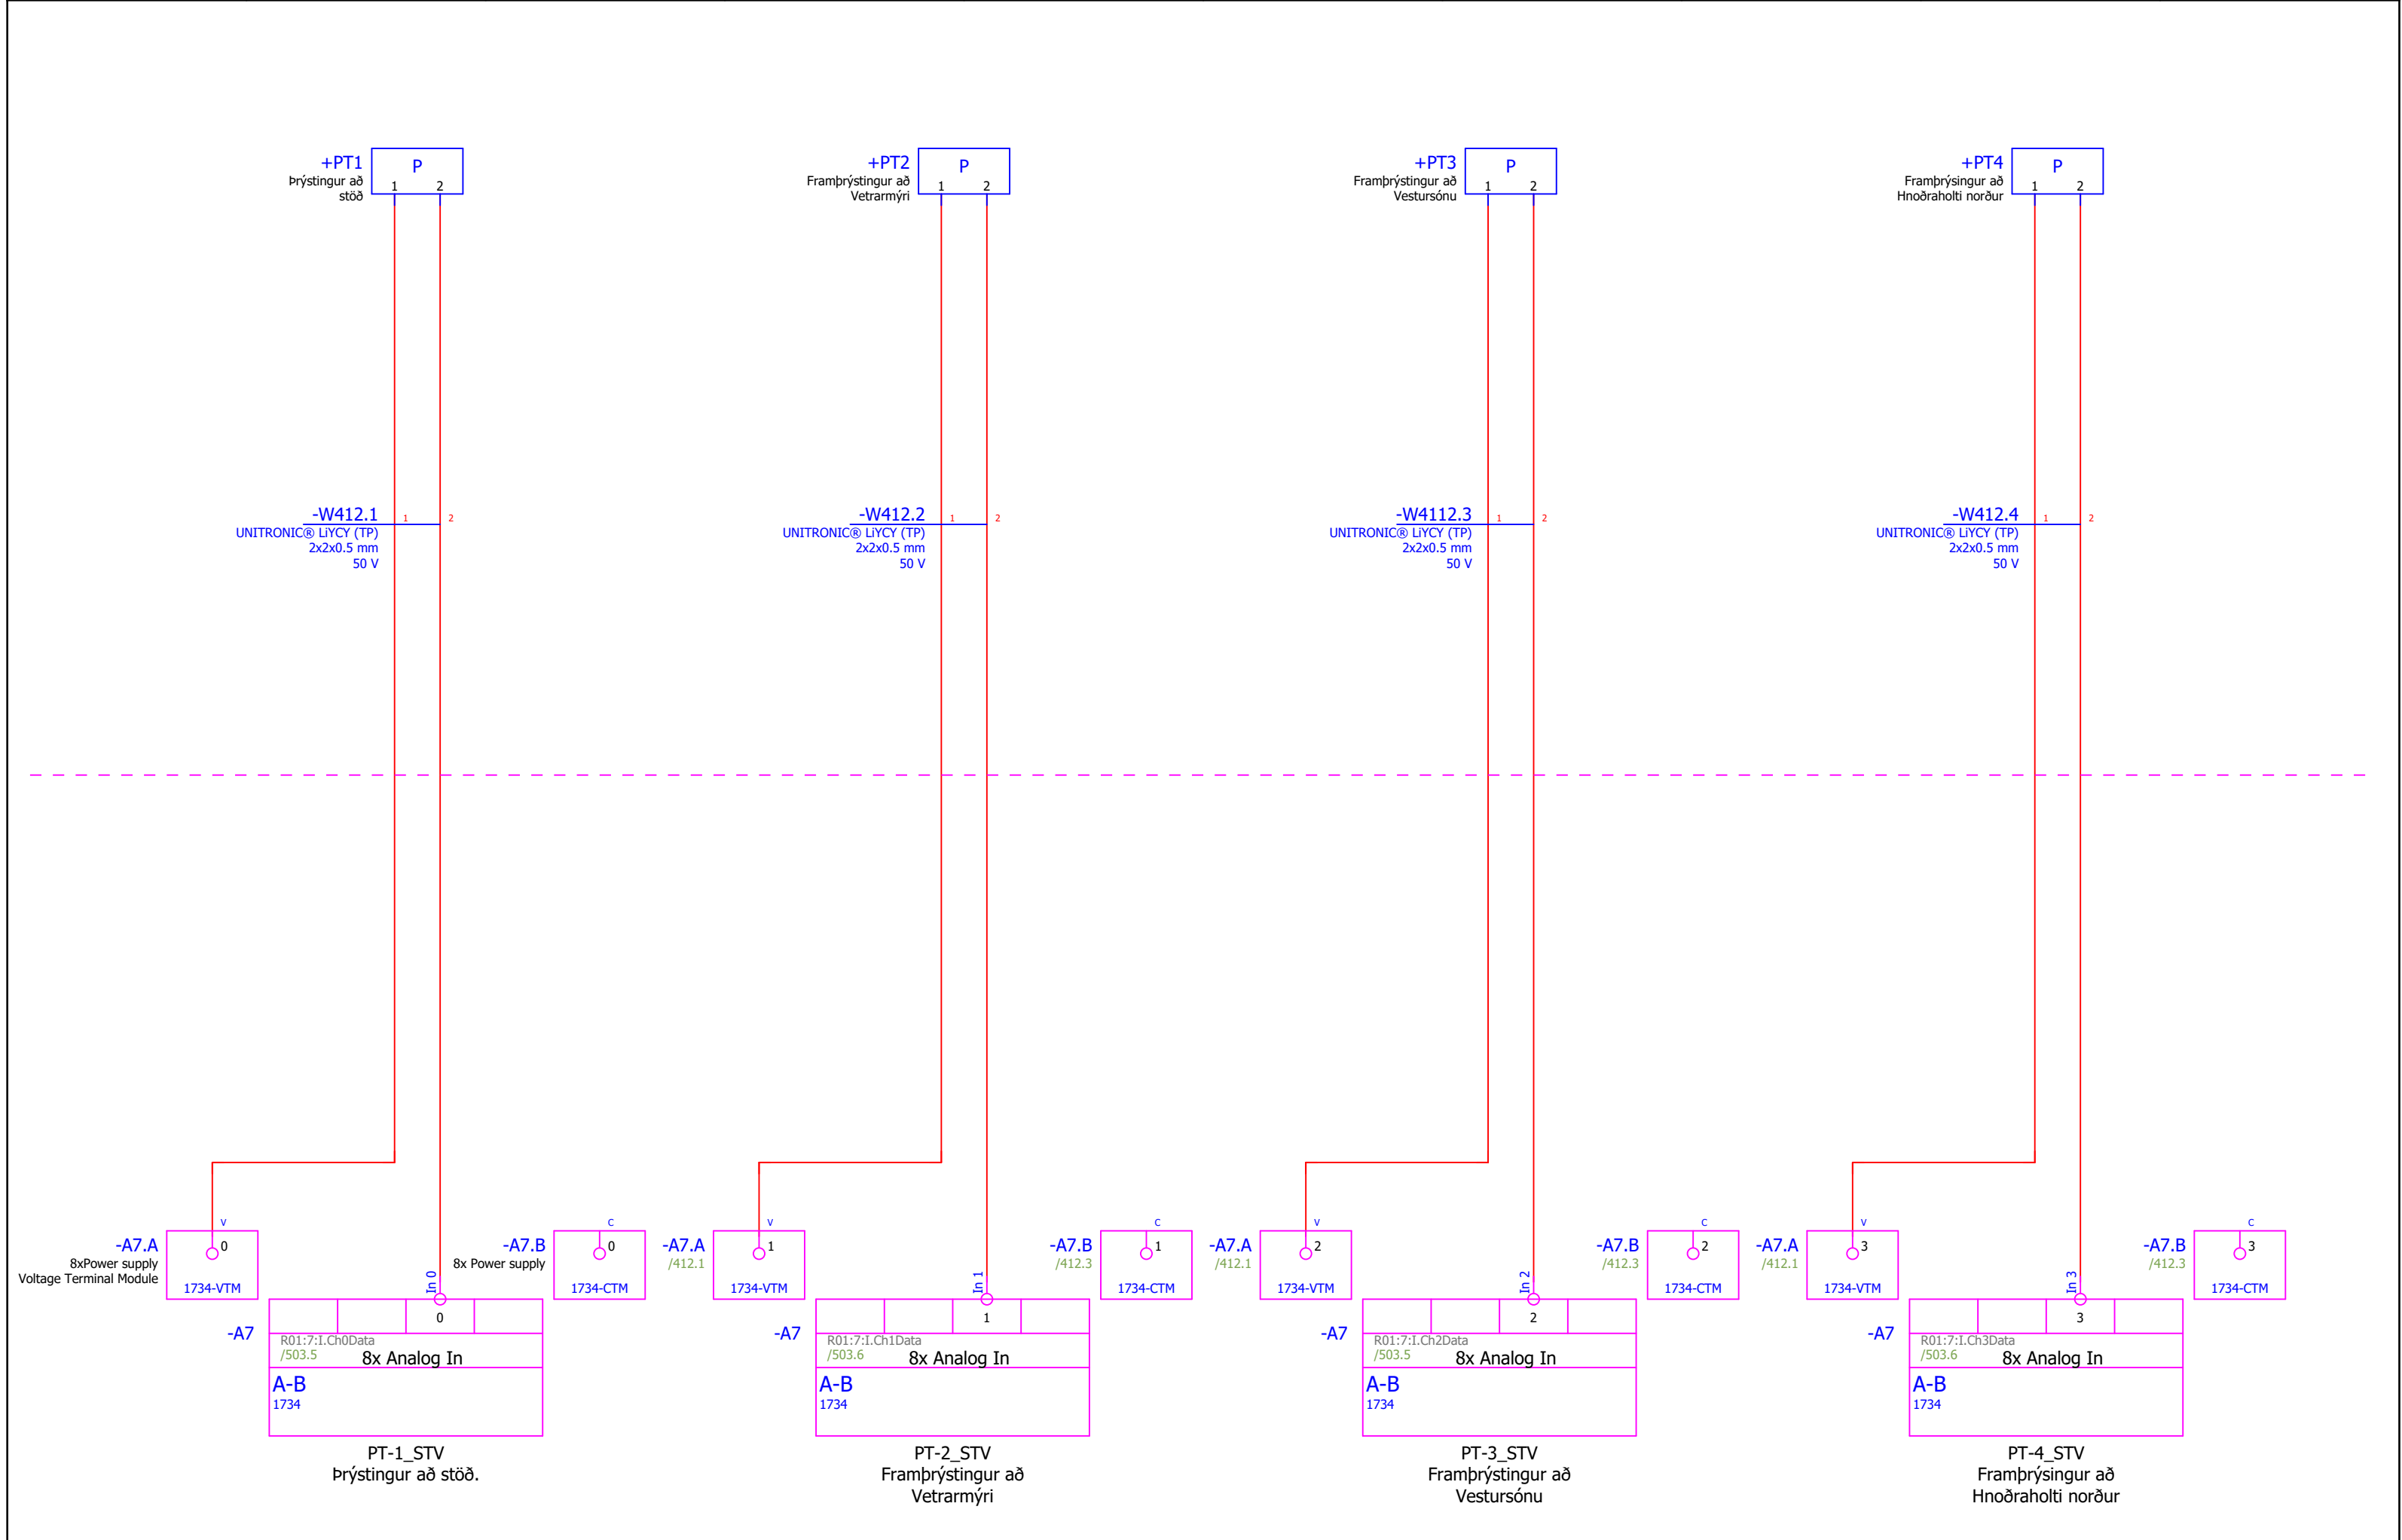 +PT1
Þrýstingur að
stöð
P
1 2
+PT2
Framþrýstingur að
Vetrarmýri
P
1 2
+PT3
Framþrýstingur að
Vestursónu
P
1 2
+PT4
Framþrýsingur að
Hnoðraholti norður
P
1 2
-W412.1
UNITRONIC® LiYCY (TP)
2x2x0.5 mm
50 V
1 2
-W412.2
UNITRONIC® LiYCY (TP)
2x2x0.5 mm
50 V
1 2
-W4112.3
UNITRONIC® LiYCY (TP)
2x2x0.5 mm
50 V
1 2
-W412.4
UNITRONIC® LiYCY (TP)
2x2x0.5 mm
50 V
1 2
-A7.A
8xPower supply
Voltage Terminal Module
V
0
1734-VTM
In 0
-A7.B
8x Power supply
C
0
1734-CTM
-A7
0
R01:7:I.Ch0Data
/503.5
8x Analog In
A-B
1734
PT-1_STV
Þrýstingur að stöð.
-A7.A
/412.1
V
1
1734-VTM
In 1
-A7.B
/412.3
C
1
1734-CTM
-A7
1
R01:7:I.Ch1Data
/503.6
8x Analog In
A-B
1734
PT-2_STV
Framþrýstingur að
Vetrarmýri
-A7.A
/412.1
V
2
1734-VTM
In 2
-A7.B
/412.3
C
2
1734-CTM
-A7
2
R01:7:I.Ch2Data
/503.5
8x Analog In
A-B
1734
PT-3_STV
Framþrýstingur að
Vestursónu
-A7.A
/412.1
V
3
1734-VTM
In 3
-A7.B
/412.3
C
3
1734-CTM
-A7
3
R01:7:I.Ch3Data
/503.6
8x Analog In
A-B
1734
PT-4_STV
Framþrýsingur að
Hnoðraholti norður